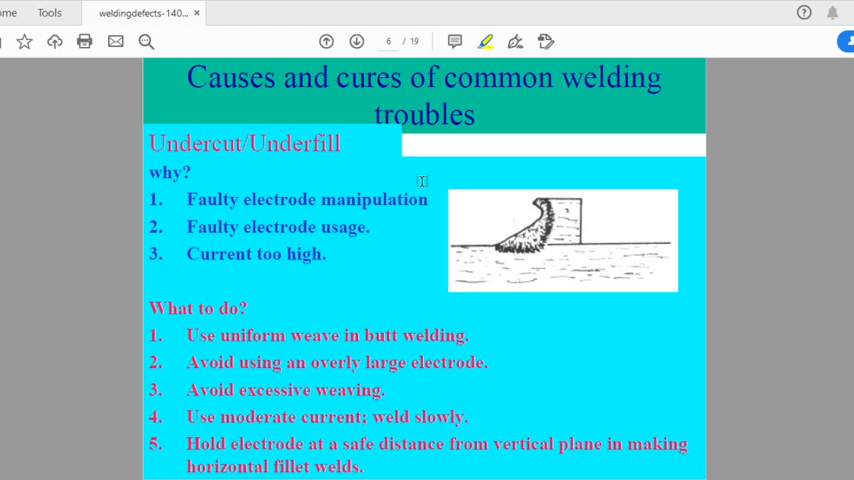 Tools
weldingdefects-140... ×
6 / 19
Causes and cures of common welding
troubles
Undercut/Underfill
why?
1. Faulty electrode manipulation
2. Faulty electrode usage.
3. Current too high.
What to do?
1. Use uniform weave in butt welding.
2. Avoid using an overly large electrode.
3. Avoid excessive weaving.
4. Use moderate current; weld slowly.
5. Hold electrode at a safe distance from vertical plane in making
horizontal fillet welds.